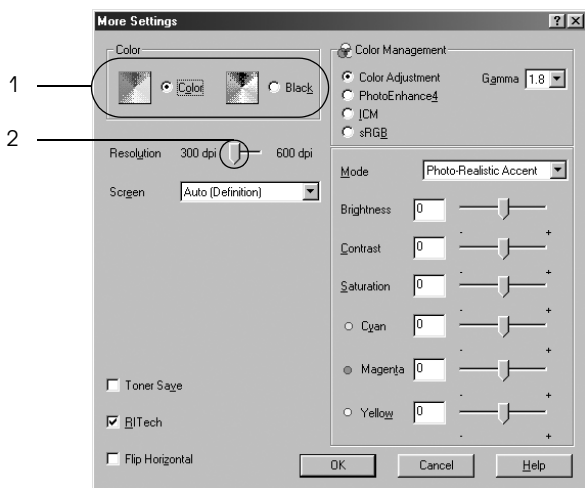 More Settings
1
2
Color
Color
Black
Resolution 300 dpi 600 dpi
Screen Auto (Definition)
Toner Save
RITech
Flip Horizontal
Color Management
Color Adjustment
PhotoEnhance4
ICM
sRGB
Gamma 1.8
Mode Photo-Realistic Accent
Brightness 0
- +
Contrast 0
- +
Saturation 0
- +
Cyan 0
- +
Magenta 0
- +
Yellow 0
- +
OK Cancel Help